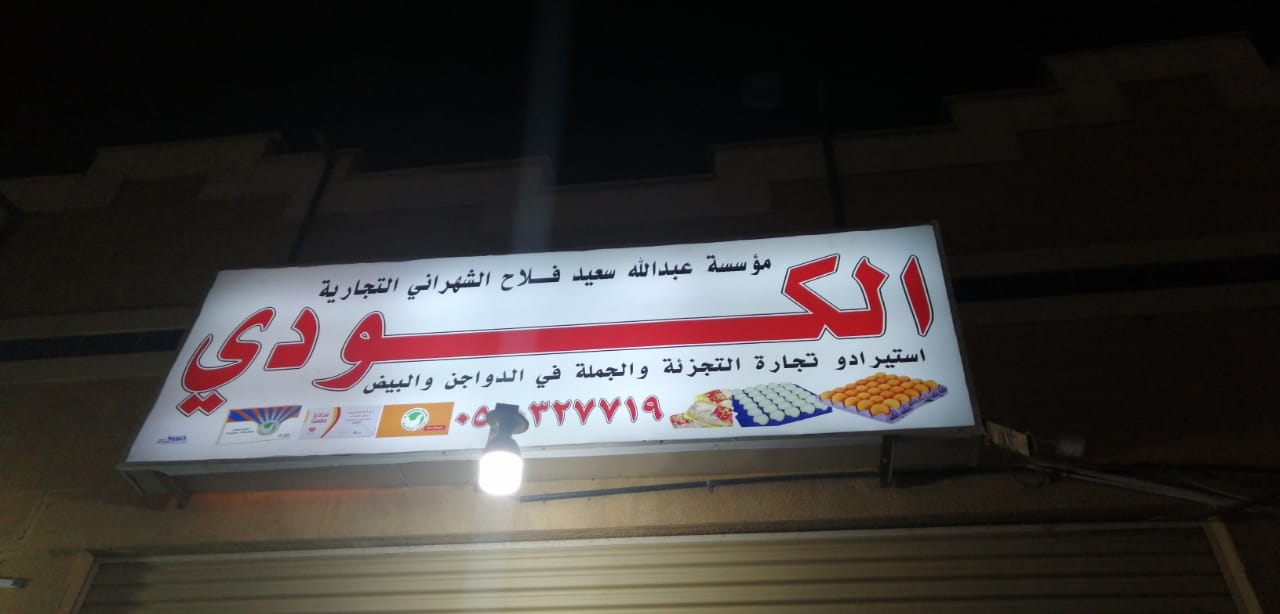 مؤسسة عبدالله سعيد فلاح الشهراني التجارية
الكودي
استيرادو تجارة التجزئة والجملة في الدواجن والبيض